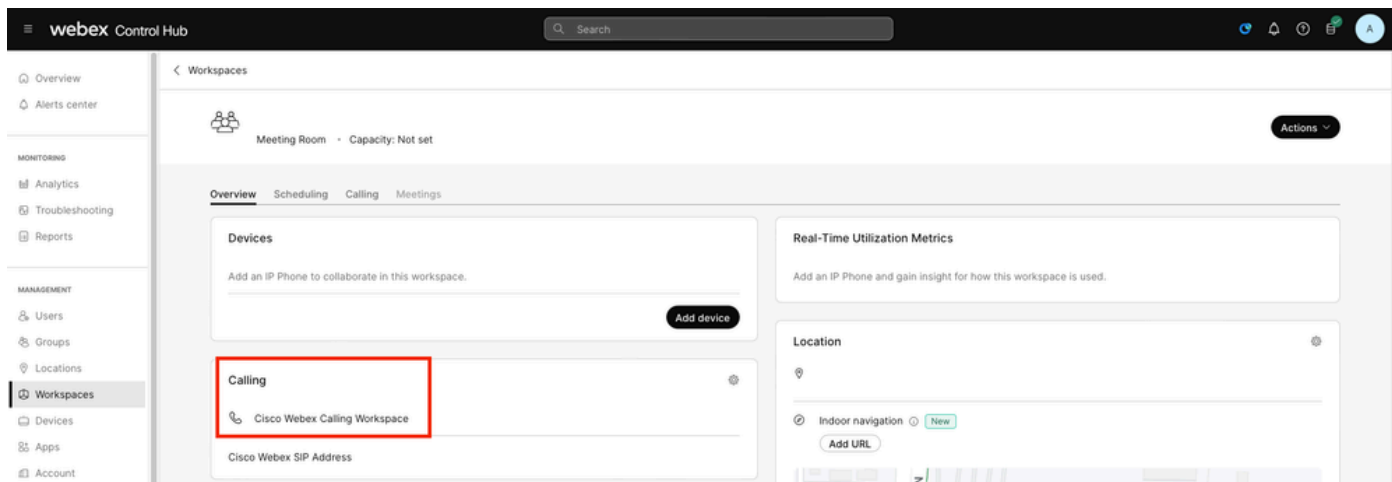 webex Control Hub
Search
A
Overview
Alerts center
MONITORING
Analytics
Troubleshooting
Reports
MANAGEMENT
Users
Groups
Locations
Workspaces
Devices
Apps
Account
Workspaces
Meeting Room • Capacity: Not set
Actions
Overview Scheduling Calling Meetings
Devices
Add an IP Phone to collaborate in this workspace.
Add device
Real-Time Utilization Metrics
Add an IP Phone and gain insight for how this workspace is used.
Calling
Cisco Webex Calling Workspace
Cisco Webex SIP Address
Location
Indoor navigation New
Add URL